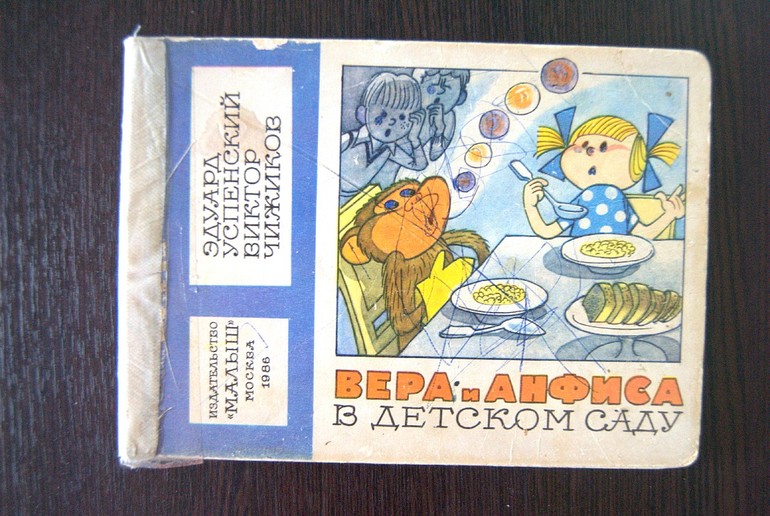 ЭДУАРД
УСПЕНСКИЙ
ВИКТОР
ЧИЖИКОВ
ИЗДАТЕЛЬСТВО
«МАЛЫШ»
МОСКВА
1986
ВЕРА и АНФИСА
В ДЕТСКОМ САДУ